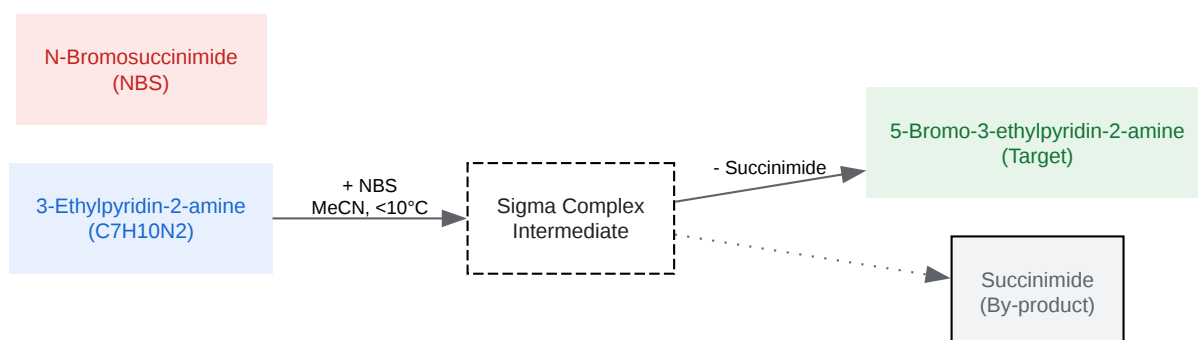 N-Bromosuccinimide
(NBS)
3-Ethylpyridin-2-amine
(C7H10N2)
+ NBS
MeCN, <10°C
Sigma Complex
Intermediate
- Succinimide
5-Bromo-3-ethylpyridin-2-amine
(Target)
Succinimide
(By-product)